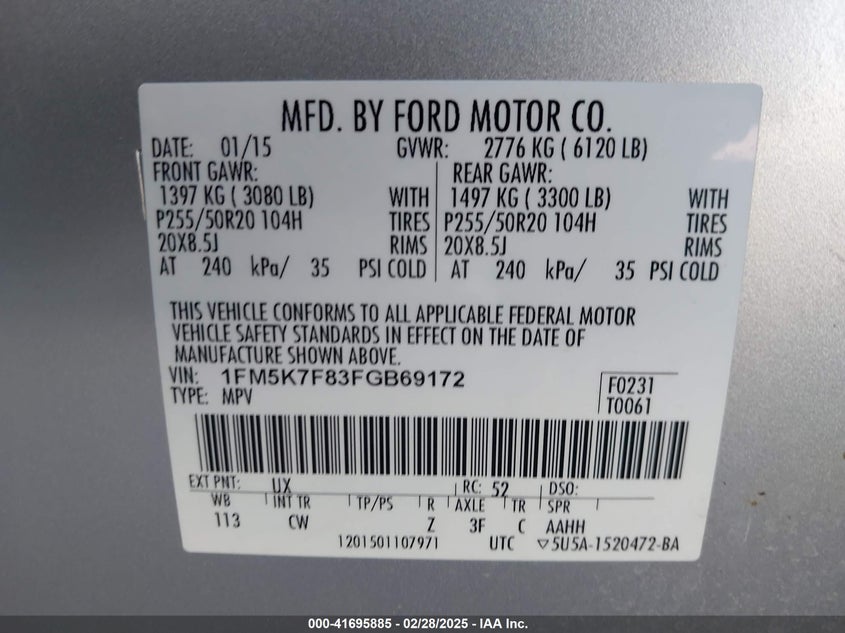 MFD. BY FORD MOTOR CO.
DATE: 01/15 GVWR: 2776 KG ( 6120 LB)
FRONT GAWR: REAR GAWR:
1397 KG ( 3080 LB) WITH 1497 KG ( 3300 LB) WITH
P255/50R20 104H TIRES P255/50R20 104H TIRES
20X8.5J RIMS 20X8.5J RIMS
AT 240 kPa/ 35 PSI COLD AT 240 kPa/ 35 PSI COLD
THIS VEHICLE CONFORMS TO ALL APPLICABLE FEDERAL MOTOR
VEHICLE SAFETY STANDARDS IN EFFECT ON THE DATE OF
MANUFACTURE SHOWN ABOVE.
VIN: 1FM5K7F83FGB69172 F0231
TYPE: MPV T0061
EXT PNT: UX RC: 52 DSO:
WB INT TR TP/PS R AXLE TR SPR
113 CW Z 3F C AAHH
1201501107971 UTC ▽5U5A-1520472-BA
000-41695885 - 02/28/2025 - IAA Inc.